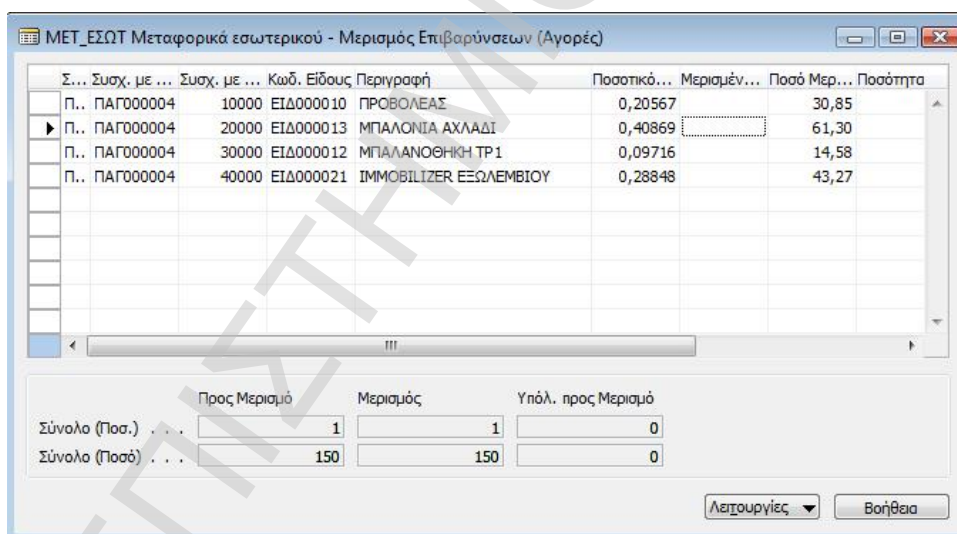 ΜΕΤ_ΕΣΩΤ Μεταφορικά εσωτερικού - Μερισμός Επιβαρύνσεων (Αγορές)
Σ... Συσχ. με ... Συσχ. με ... Κωδ. Είδους Περιγραφή Ποσοτικό... Μερισμέν... Ποσό Μερ... Ποσότητα
Π.. ΠΑΓ000004 10000 ΕΙΔ000010 ΠΡΟΒΟΛΕΑΣ 0,20567 30,85
Π.. ΠΑΓ000004 20000 ΕΙΔ000013 ΜΠΑΛΟΝΙΑ ΑΧΛΑΔΙ 0,40869 61,30
Π.. ΠΑΓ000004 30000 ΕΙΔ000012 ΜΠΑΛΑΝΟΘΗΚΗ TP1 0,09716 14,58
Π.. ΠΑΓ000004 40000 ΕΙΔ000021 IMMOBILIZER ΕΞΩΛΕΜΒΙΟΥ 0,28848 43,27
Προς Μερισμό Μερισμός Υπόλ. προς Μερισμό
Σύνολο (Ποσ.) . . . 1 1 0
Σύνολο (Ποσό) . . . 150 150 0
Λειτουργίες Βοήθεια